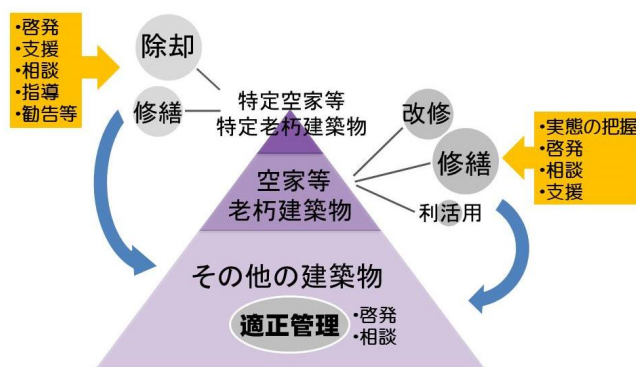 ・啓発
・支援
・相談
・指導
・勧告等
除却
修繕
特定空家等
特定老朽建築物
改修
修繕
利活用
・実態の把握
・啓発
・相談
・支援
空家等
老朽建築物
その他の建築物
適正管理
・啓発
・相談